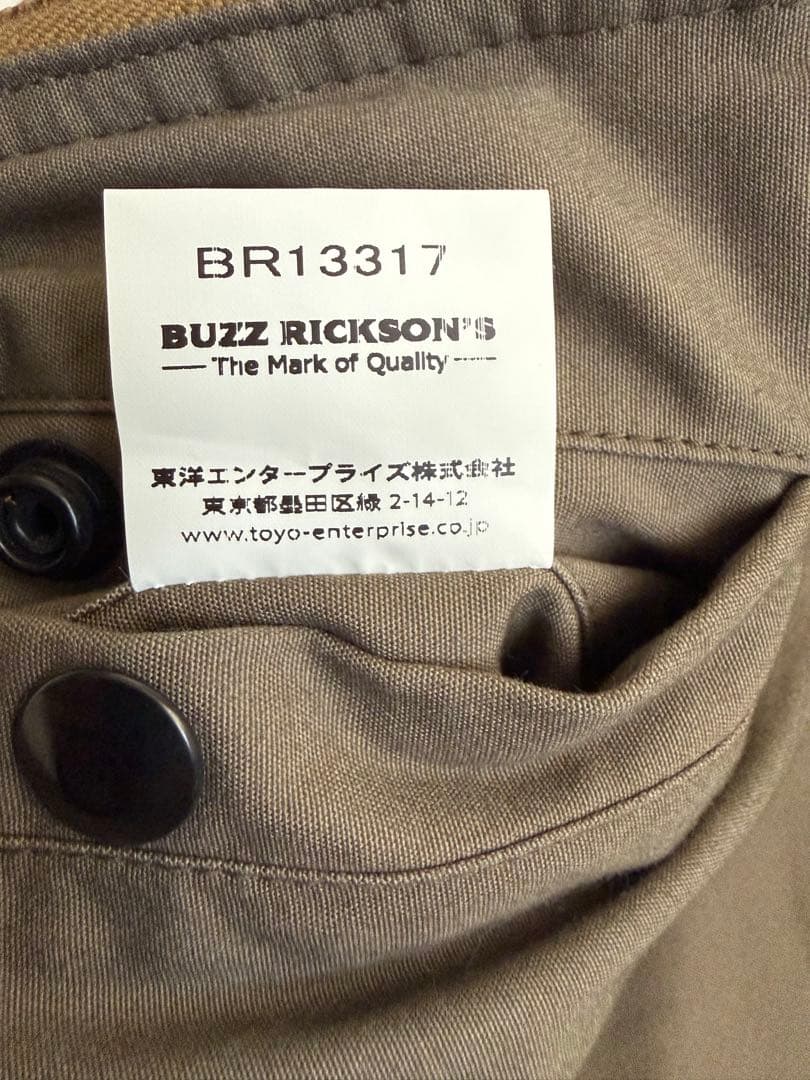 BR13317
BUZZ RICKSON'S
The Mark of Quality
東洋エンタープライズ株式会社
東京都墨田区緑 2-14-12
www.toyo-enterprise.co.jp